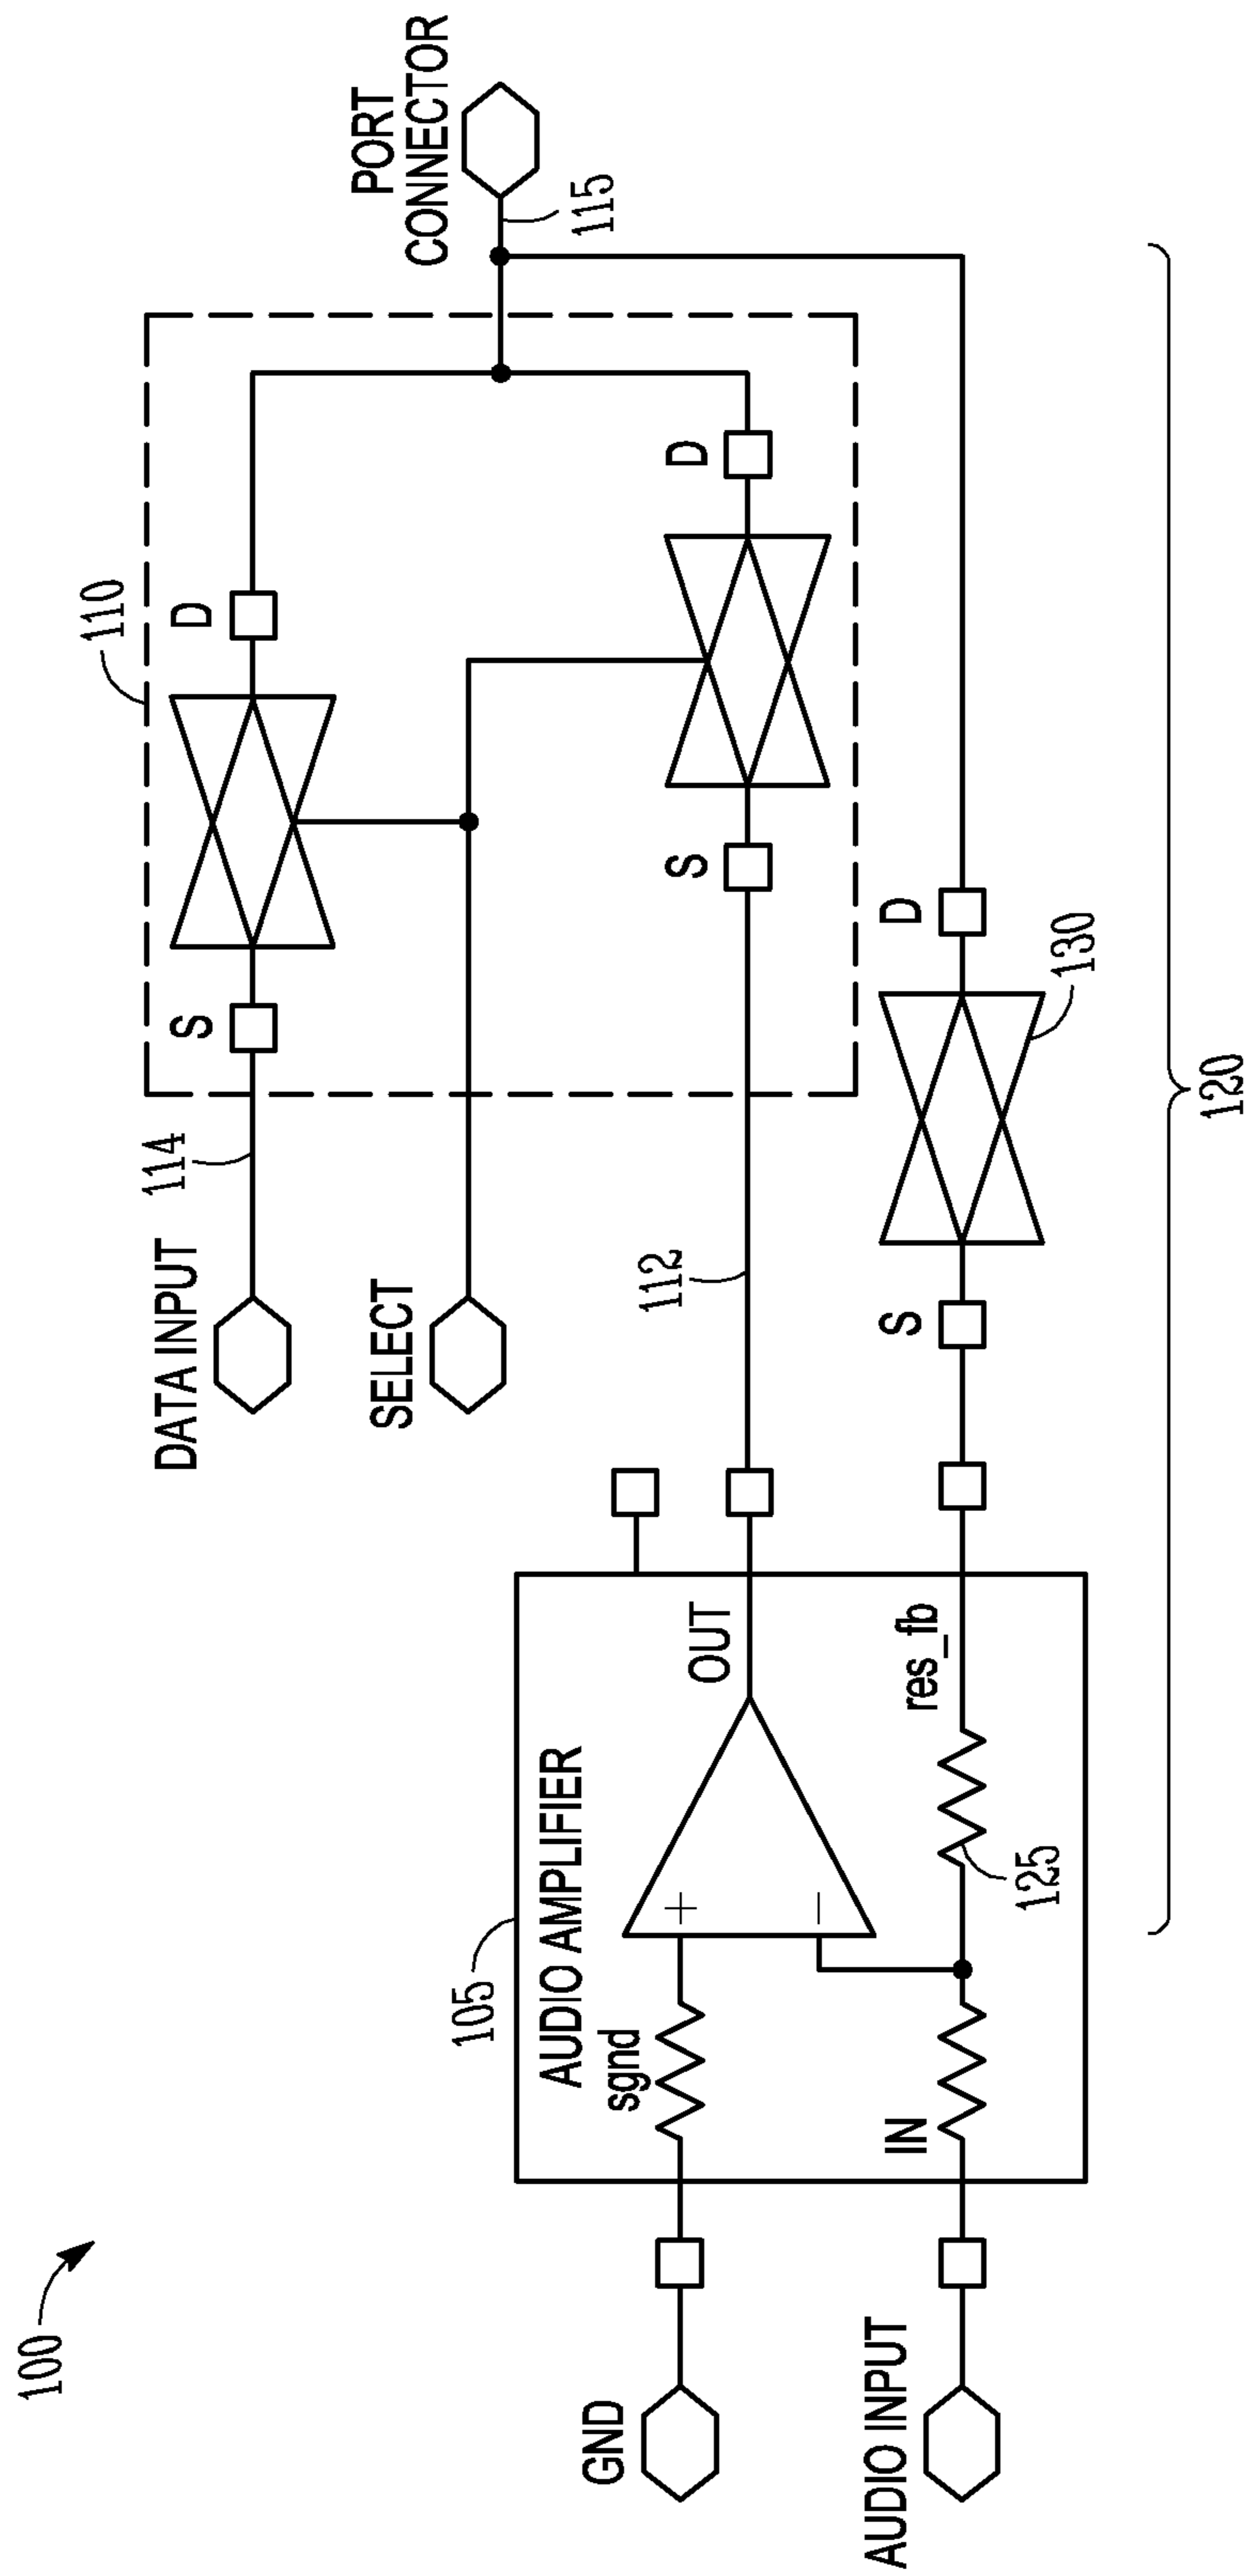 100
110
DATA INPUT
114
S
D
PORT
CONNECTOR
115
SELECT
112
S
D
105
AUDIO AMPLIFIER
GND
sgnd
+
−
OUT
AUDIO INPUT
IN
125
res_fb
S
D
130
120